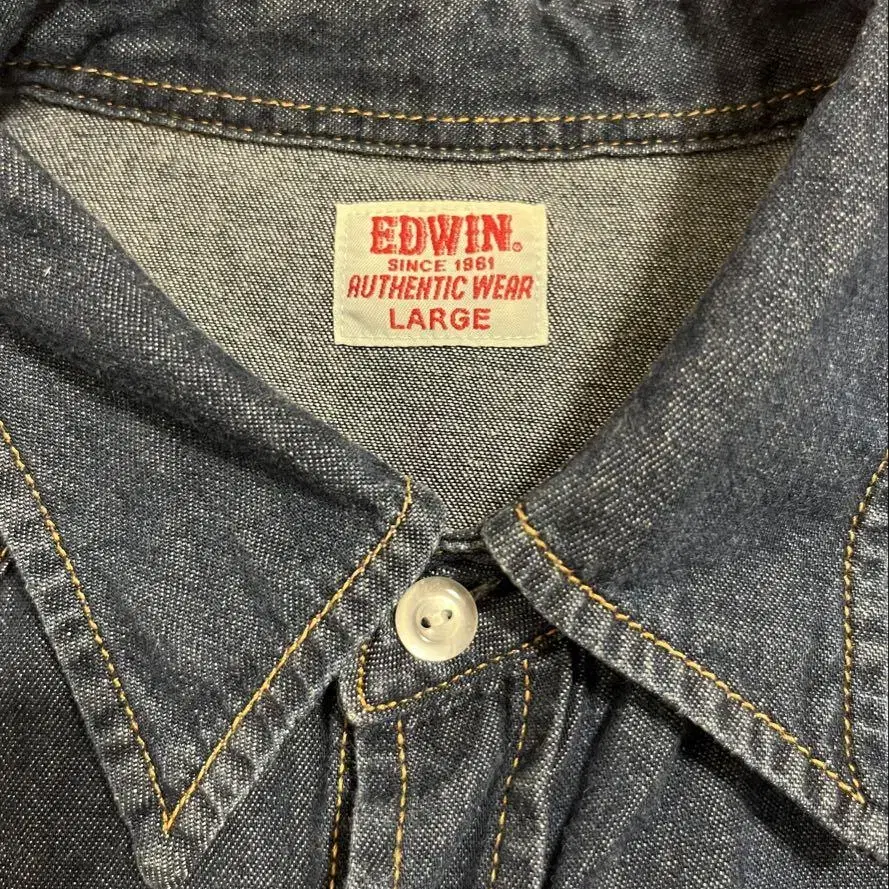 EDWIN®
SINCE 1961
AUTHENTIC WEAR
LARGE